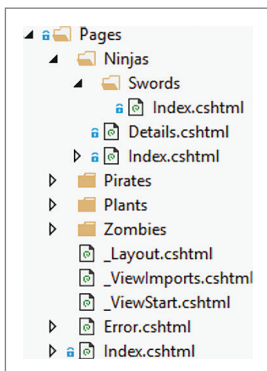 Pages
Ninjas
Swords
Index.cshtml
Details.cshtml
Index.cshtml
Pirates
Plants
Zombies
_Layout.cshtml
_ViewImports.cshtml
_ViewStart.cshtml
Error.cshtml
Index.cshtml